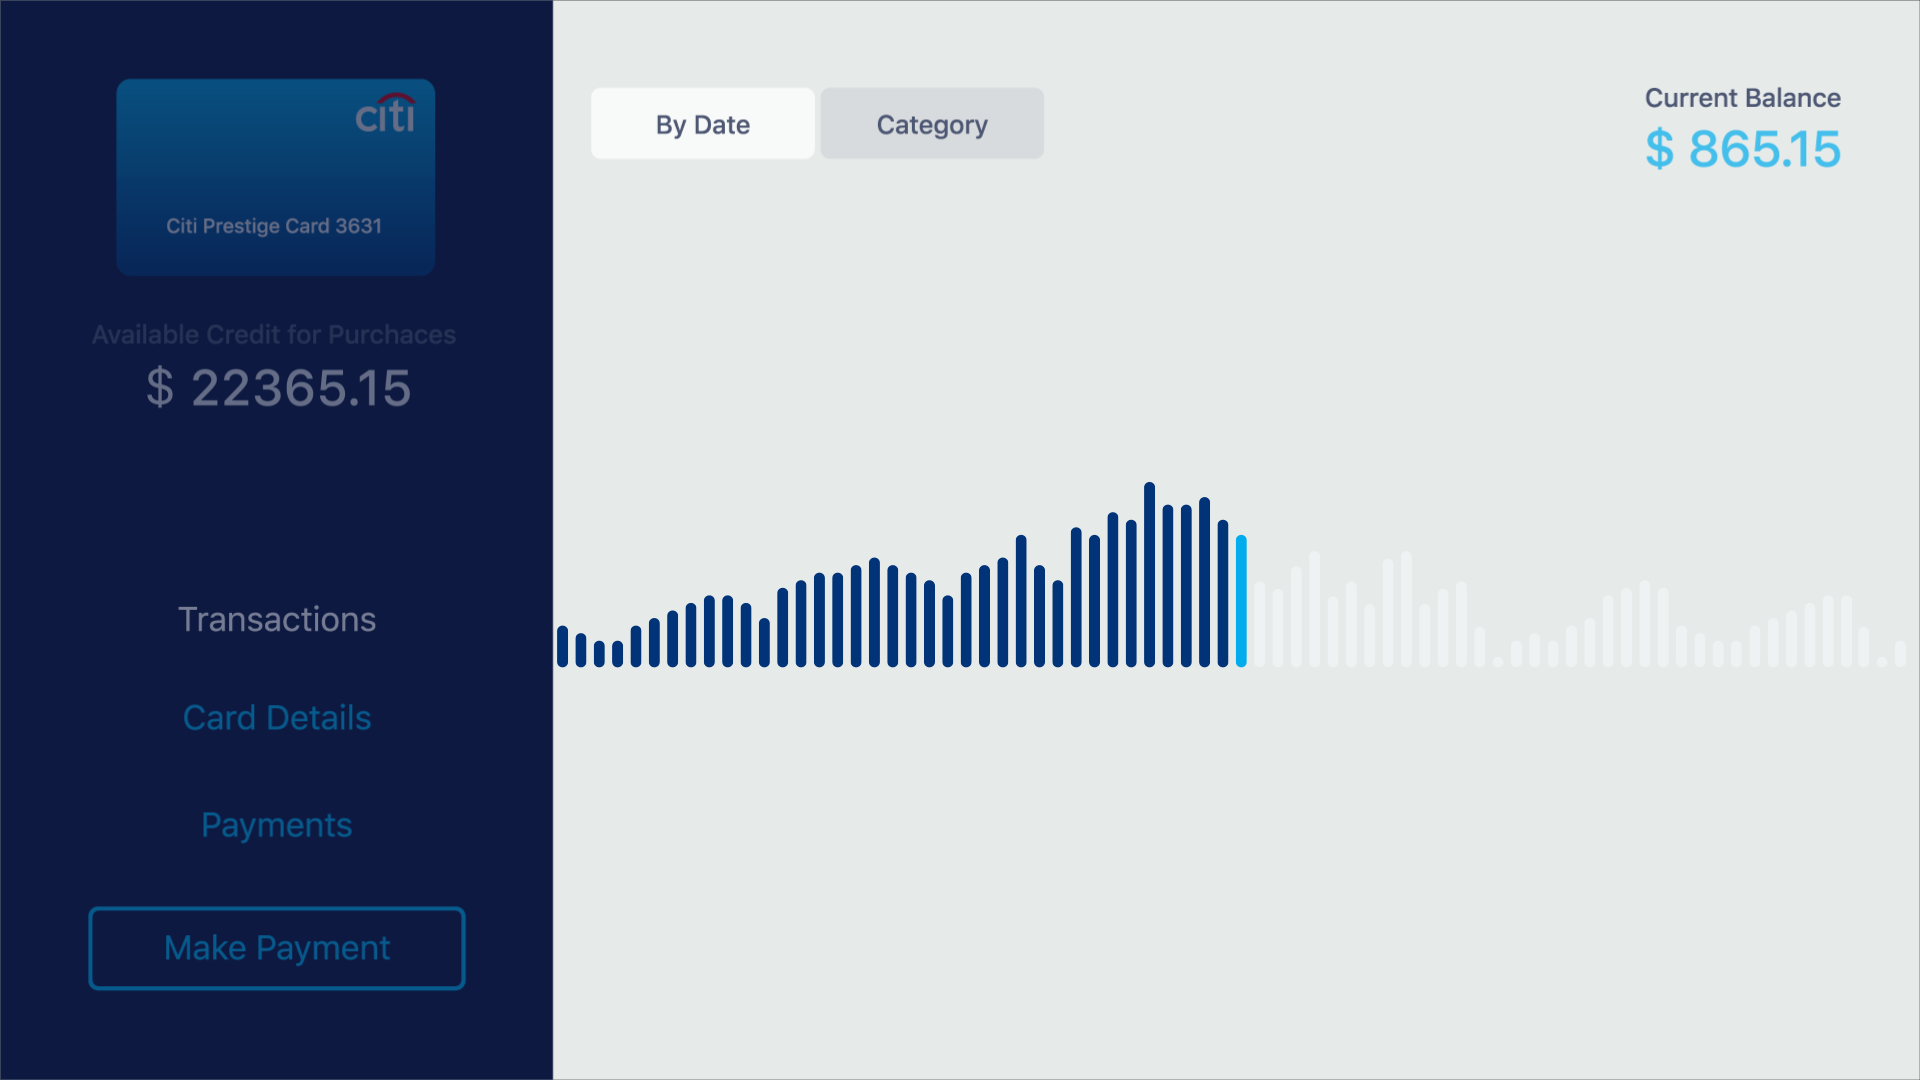 citi
Citi Prestige Card 3631
Available Credit for Purchaces
$ 22365.15
Transactions
Card Details
Payments
Make Payment
By Date
Category
Current Balance
$ 865.15